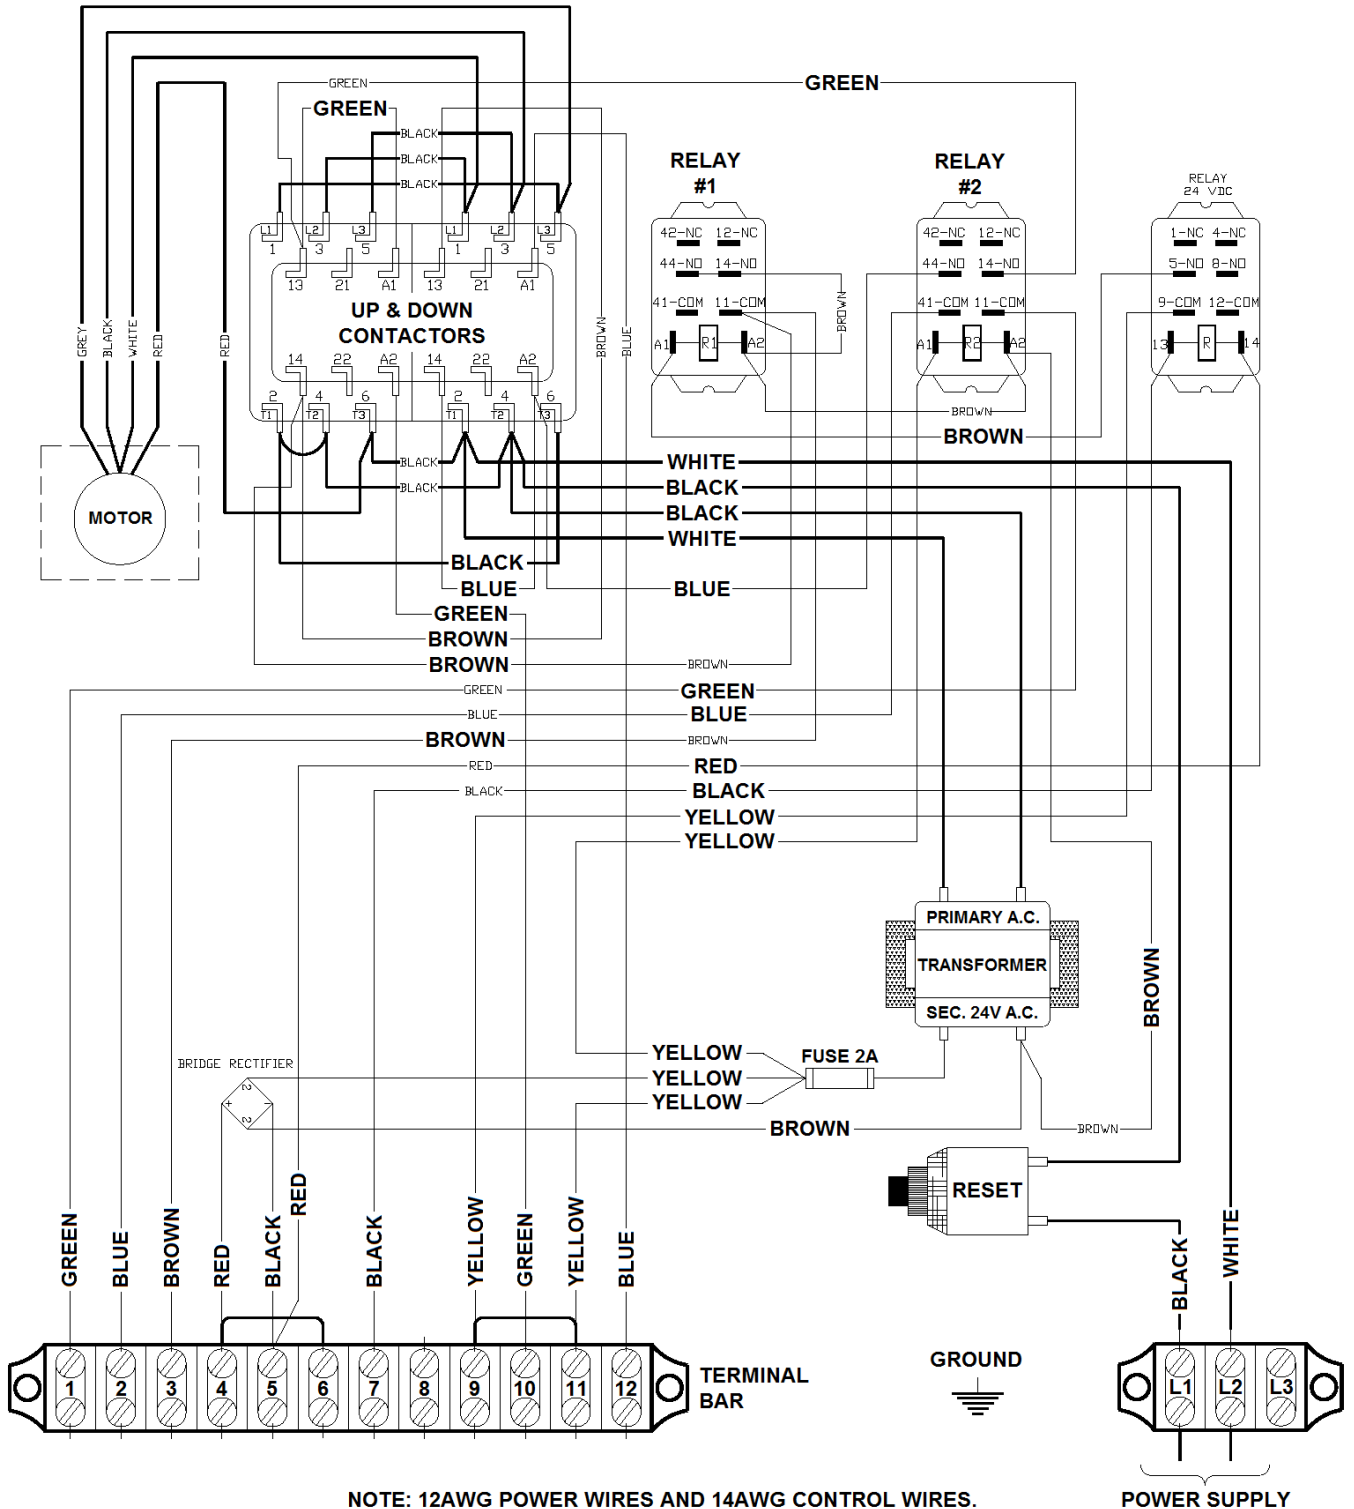 GREEN
GREEN
GREEN
BLACK
BLACK
BLACK
RELAY
#1
RELAY
#2
RELAY
24 VDC
L1 L2 L3 L1 L2 L3
1 3 5 1 3 5
13 21 A1 13 21 A1
UP & DOWN
CONTACTORS
14 22 A2 14 22 A2
2 4 6 2 4 6
T1 T2 T3 T1 T2 T3
42-NC 12-NC
44-NO 14-NO
41-COM 11-COM
A1 R1 A2
42-NC 12-NC
44-NO 14-NO
41-COM 11-COM
A1 R2 A2
1-NC 4-NC
5-NO 8-NO
9-COM 12-COM
13 R 14
GREY
BLACK
WHITE
RED
RED
BROWN
BLUE
BROWN
BROWN
BROWN
MOTOR
BLACK
WHITE
BLACK
BLACK
BLACK
WHITE
BLACK
BLUE
BLUE
GREEN
BROWN
BROWN
BROWN
GREEN
GREEN
BLUE
BLUE
BROWN
BROWN
RED
RED
BLACK
BLACK
YELLOW
YELLOW
PRIMARY A.C.
TRANSFORMER
SEC. 24V A.C.
BROWN
BRIDGE RECTIFIER
2
+ -
2
YELLOW
YELLOW
YELLOW
FUSE 2A
BROWN
BROWN
RESET
GREEN
BLUE
BROWN
RED
BLACK
RED
BLACK
YELLOW
GREEN
YELLOW
BLUE
BLACK
WHITE
1 2 3 4 5 6 7 8 9 10 11 12
TERMINAL
BAR
GROUND
L1 L2 L3
NOTE: 12AWG POWER WIRES AND 14AWG CONTROL WIRES.
POWER SUPPLY